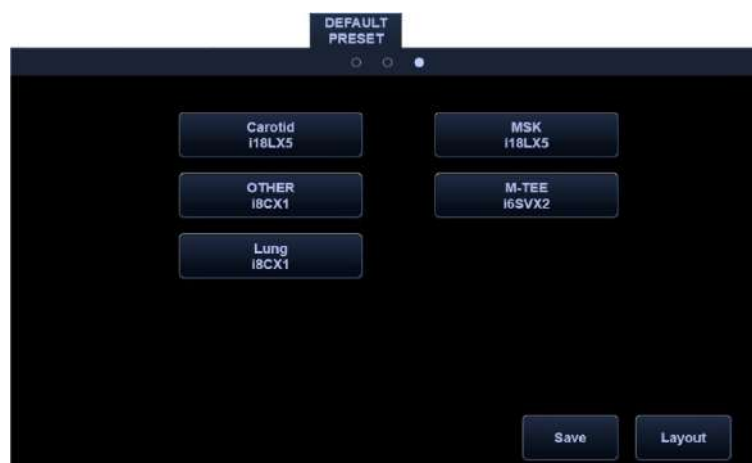 DEFAULT
PRESET
Carotid
i18LX5
MSK
i18LX5
OTHER
i8CX1
M-TEE
i6SVX2
Lung
i8CX1
Save
Layout